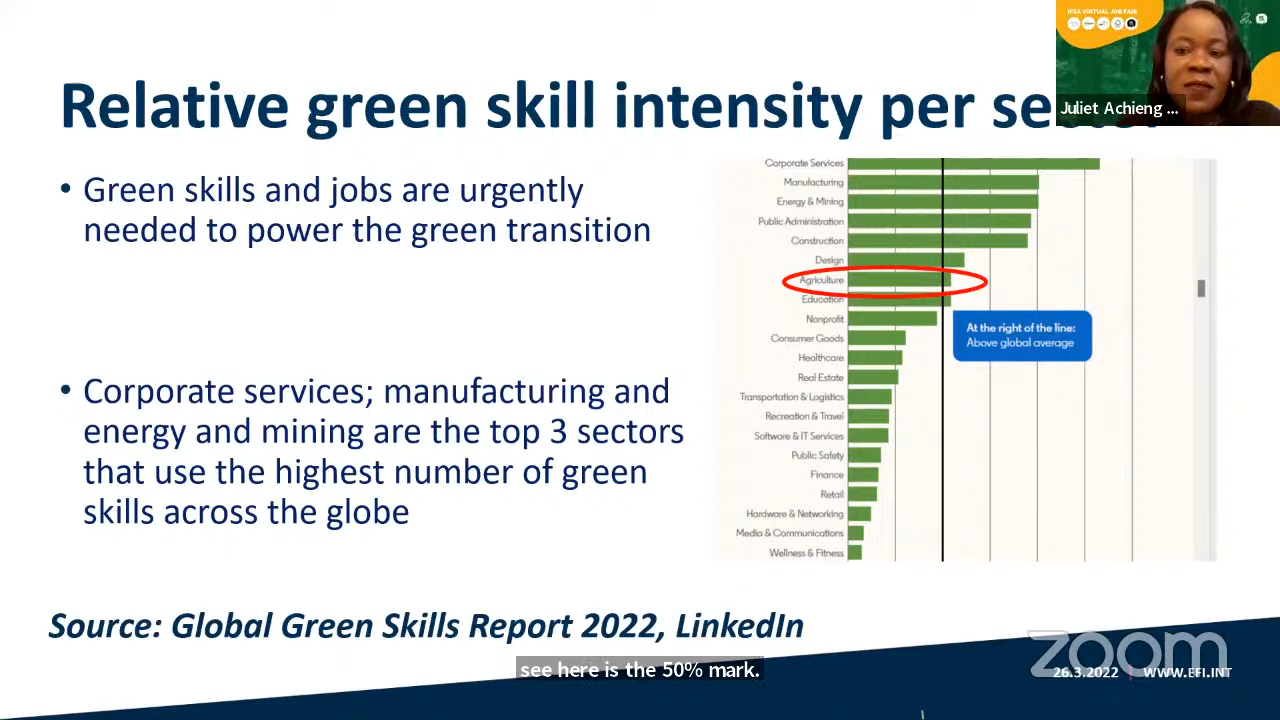 IFSA VIRTUAL JOB FAIR
Juliet Achieng ...
Relative green skill intensity per sector
• Green skills and jobs are urgently
needed to power the green transition
• Corporate services; manufacturing and
energy and mining are the top 3 sectors
that use the highest number of green
skills across the globe
Corporate Services
Manufacturing
Energy & Mining
Public Administration
Construction
Design
Agriculture
Education
Nonprofit
Consumer Goods
Healthcare
Real Estate
Transportation & Logistics
Recreation & Travel
Software & IT Services
Public Safety
Finance
Retail
Hardware & Networking
Media & Communications
Wellness & Fitness
At the right of the line:
Above global average
Source: Global Green Skills Report 2022, LinkedIn
see here is the 50% mark.
zoom
26.3.2022 | WWW.EFI.INT